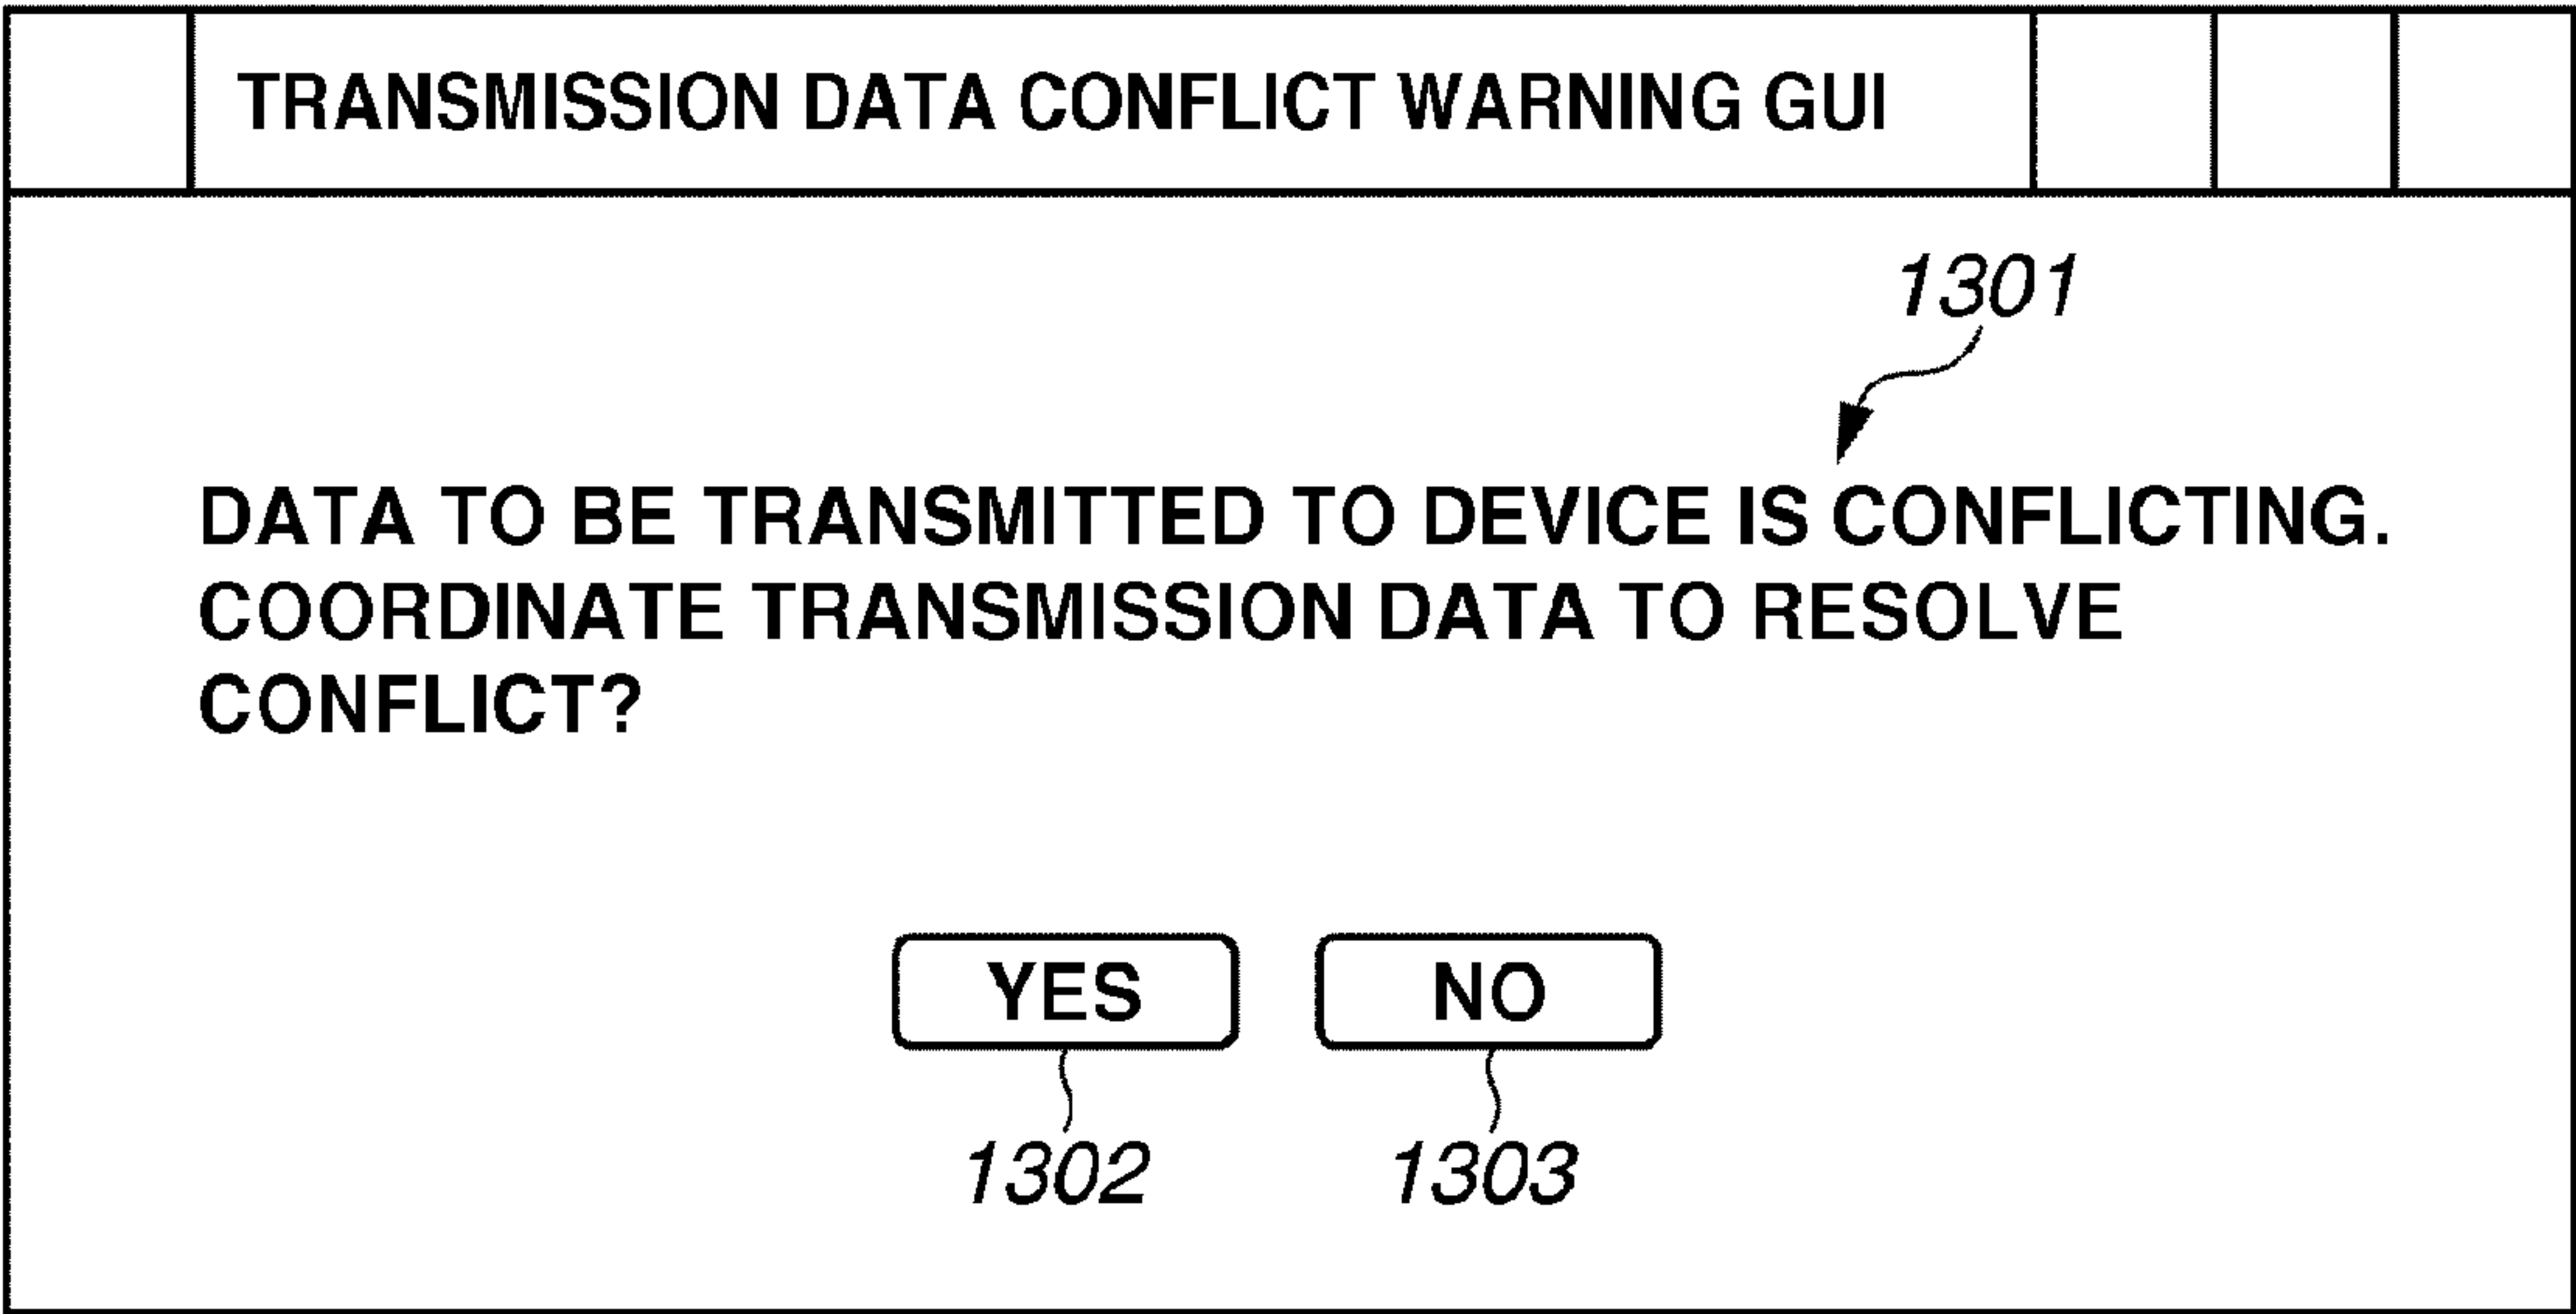 TRANSMISSION DATA CONFLICT WARNING GUI
1301
DATA TO BE TRANSMITTED TO DEVICE IS CONFLICTING.
COORDINATE TRANSMISSION DATA TO RESOLVE
CONFLICT?
YES NO
1302 1303